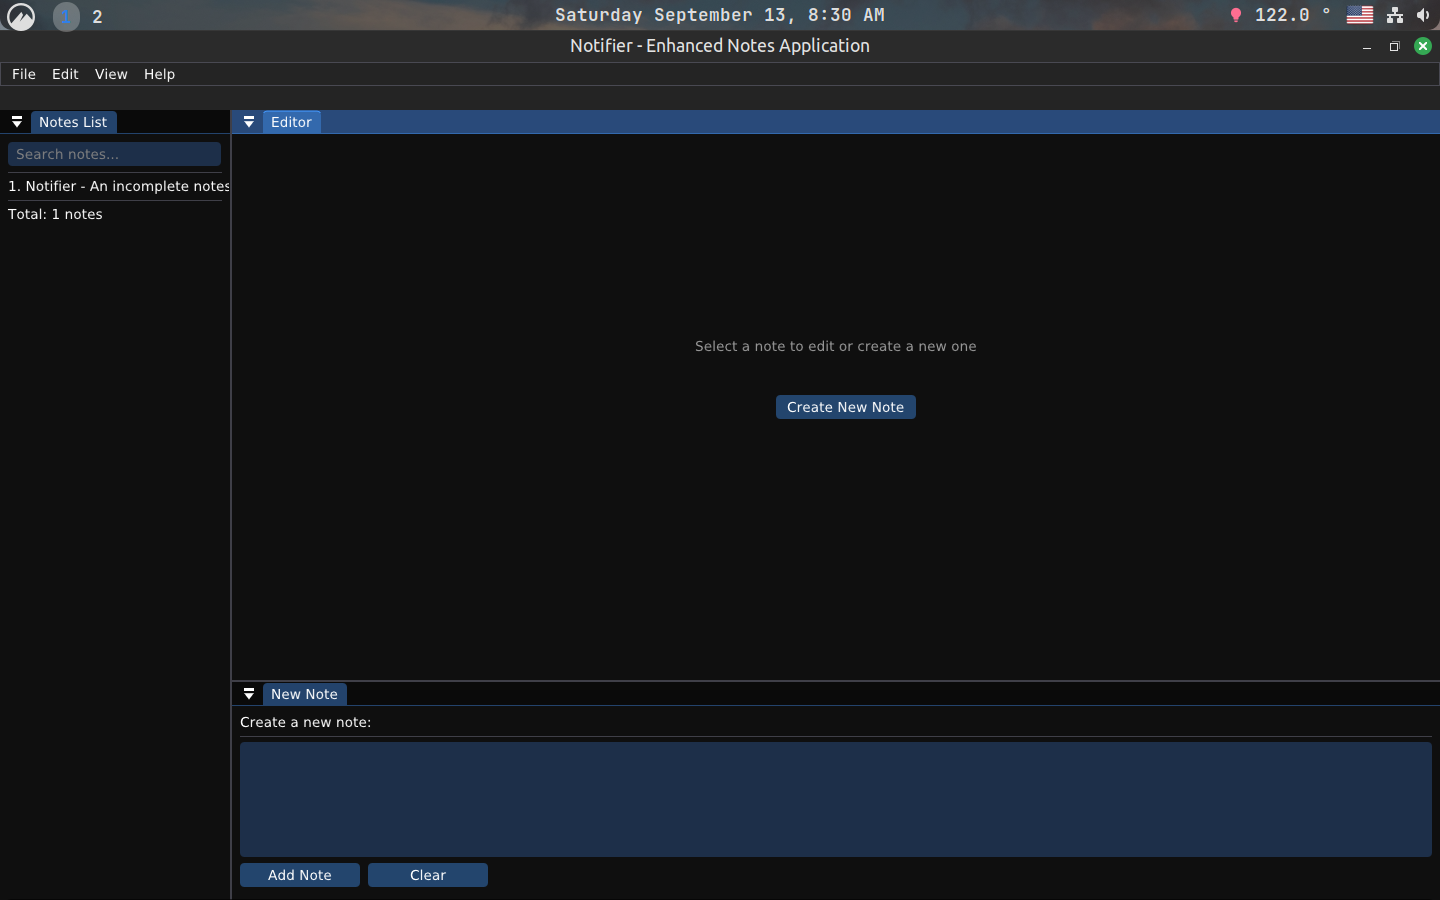 1 2 Saturday September 13, 8:30 AM 122.0 °
Notifier - Enhanced Notes Application
File Edit View Help
Notes List
Search notes...
1. Notifier - An incomplete notes
Total: 1 notes
Editor
Select a note to edit or create a new one
Create New Note
New Note
Create a new note:
Add Note Clear